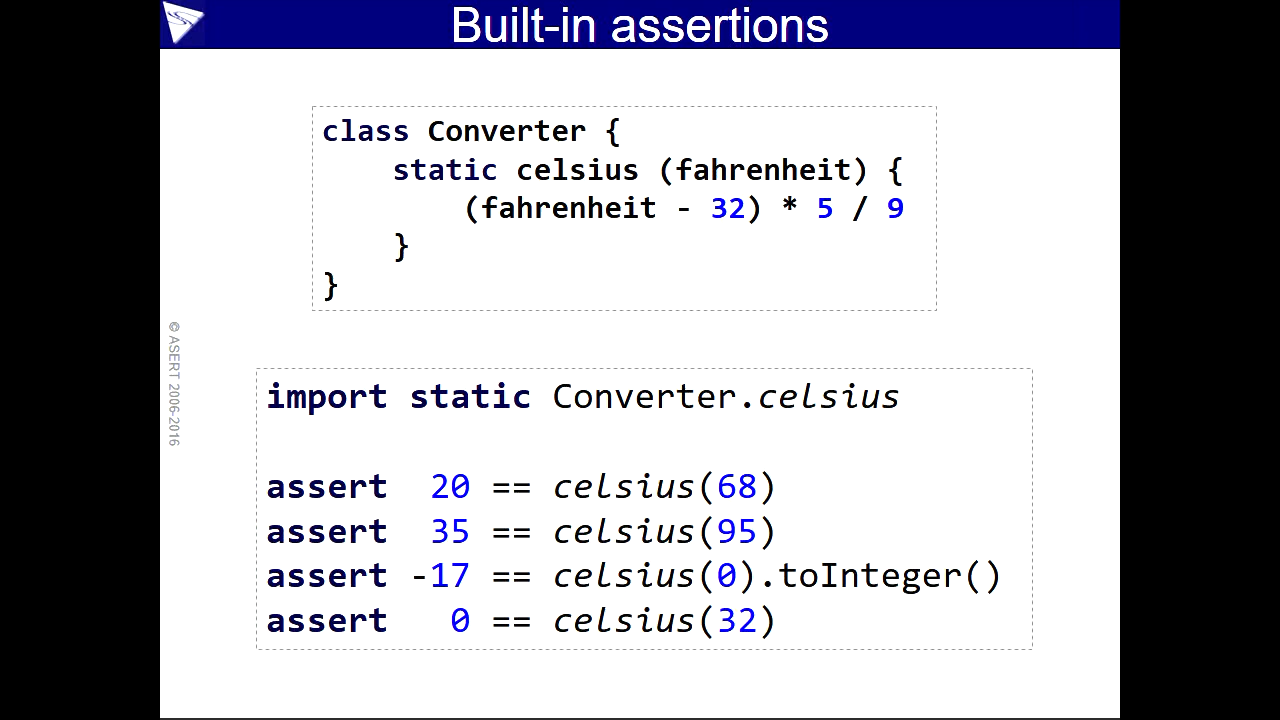 Built-in assertions
class Converter {
    static celsius (fahrenheit) {
        (fahrenheit - 32) * 5 / 9
    }
}
© ASERT 2006-2016
import static Converter.celsius
assert  20 == celsius(68)
assert  35 == celsius(95)
assert -17 == celsius(0).toInteger()
assert   0 == celsius(32)